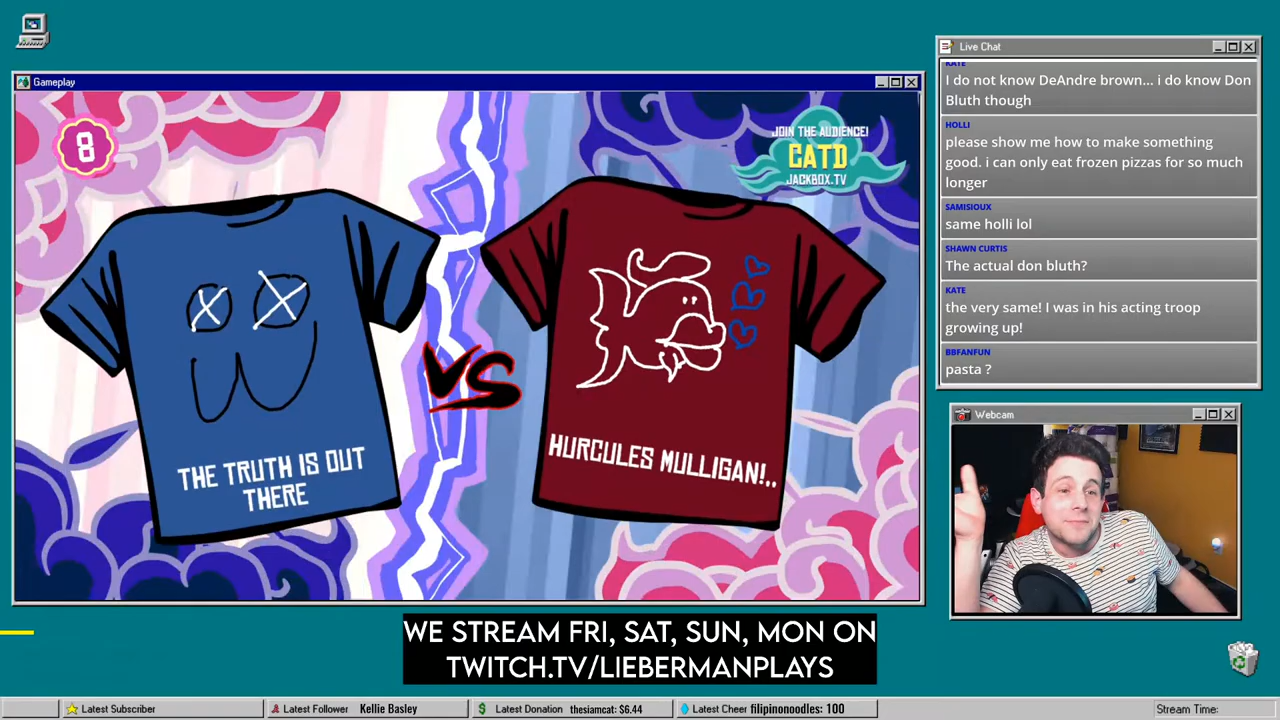 Gameplay
8
JOIN THE AUDIENCE!
CATD
JACKBOX.TV
THE TRUTH IS OUT
THERE
VS
HURCULES MULLIGAN!..
Live Chat
KATE
I do not know DeAndre brown... i do know Don
Bluth though
HOLLI
please show me how to make something
good. i can only eat frozen pizzas for so much
longer
SAMISIOUX
same holli lol
SHAWN CURTIS
The actual don bluth?
KATE
the very same! I was in his acting troop
growing up!
BBFANFUN
pasta ?
Webcam
WE STREAM FRI, SAT, SUN, MON ON
TWITCH.TV/LIEBERMANPLAYS
Latest Subscriber
Latest Follower Kellie Basley
Latest Donation thesiamcat: $6.44
Latest Cheer filipinonoodles: 100
Stream Time: